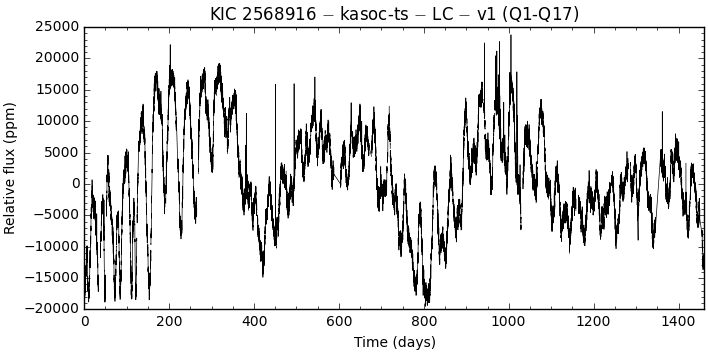 KIC 2568916 − kasoc-ts − LC − v1 (Q1-Q17)
Relative flux (ppm)
25000
20000
15000
10000
5000
0
−5000
−10000
−15000
−20000
0 200 400 600 800 1000 1200 1400
Time (days)